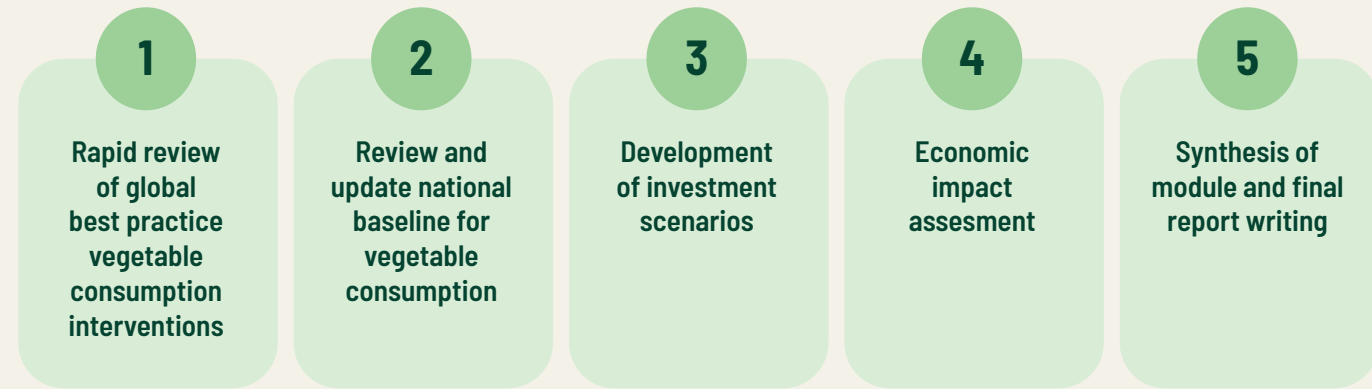 1
Rapid review
of global
best practice
vegetable
consumption
interventions
2
Review and
update national
baseline for
vegetable
consumption
3
Development
of investment
scenarios
4
Economic
impact
assesment
5
Synthesis of
module and final
report writing